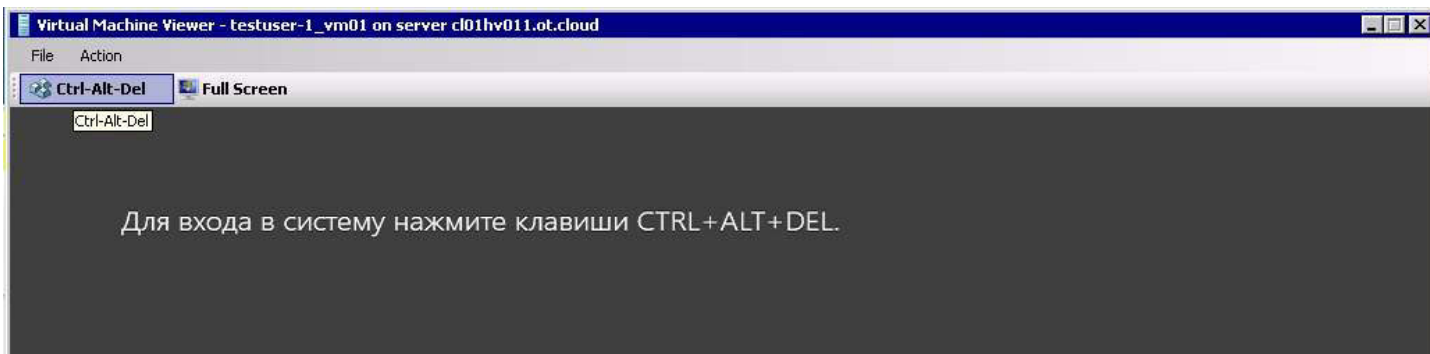 Virtual Machine Viewer - testuser-1_vm01 on server cl01hv011.ot.cloud
File Action
Ctrl-Alt-Del Full Screen
Ctrl-Alt-Del
Для входа в систему нажмите клавиши CTRL+ALT+DEL.